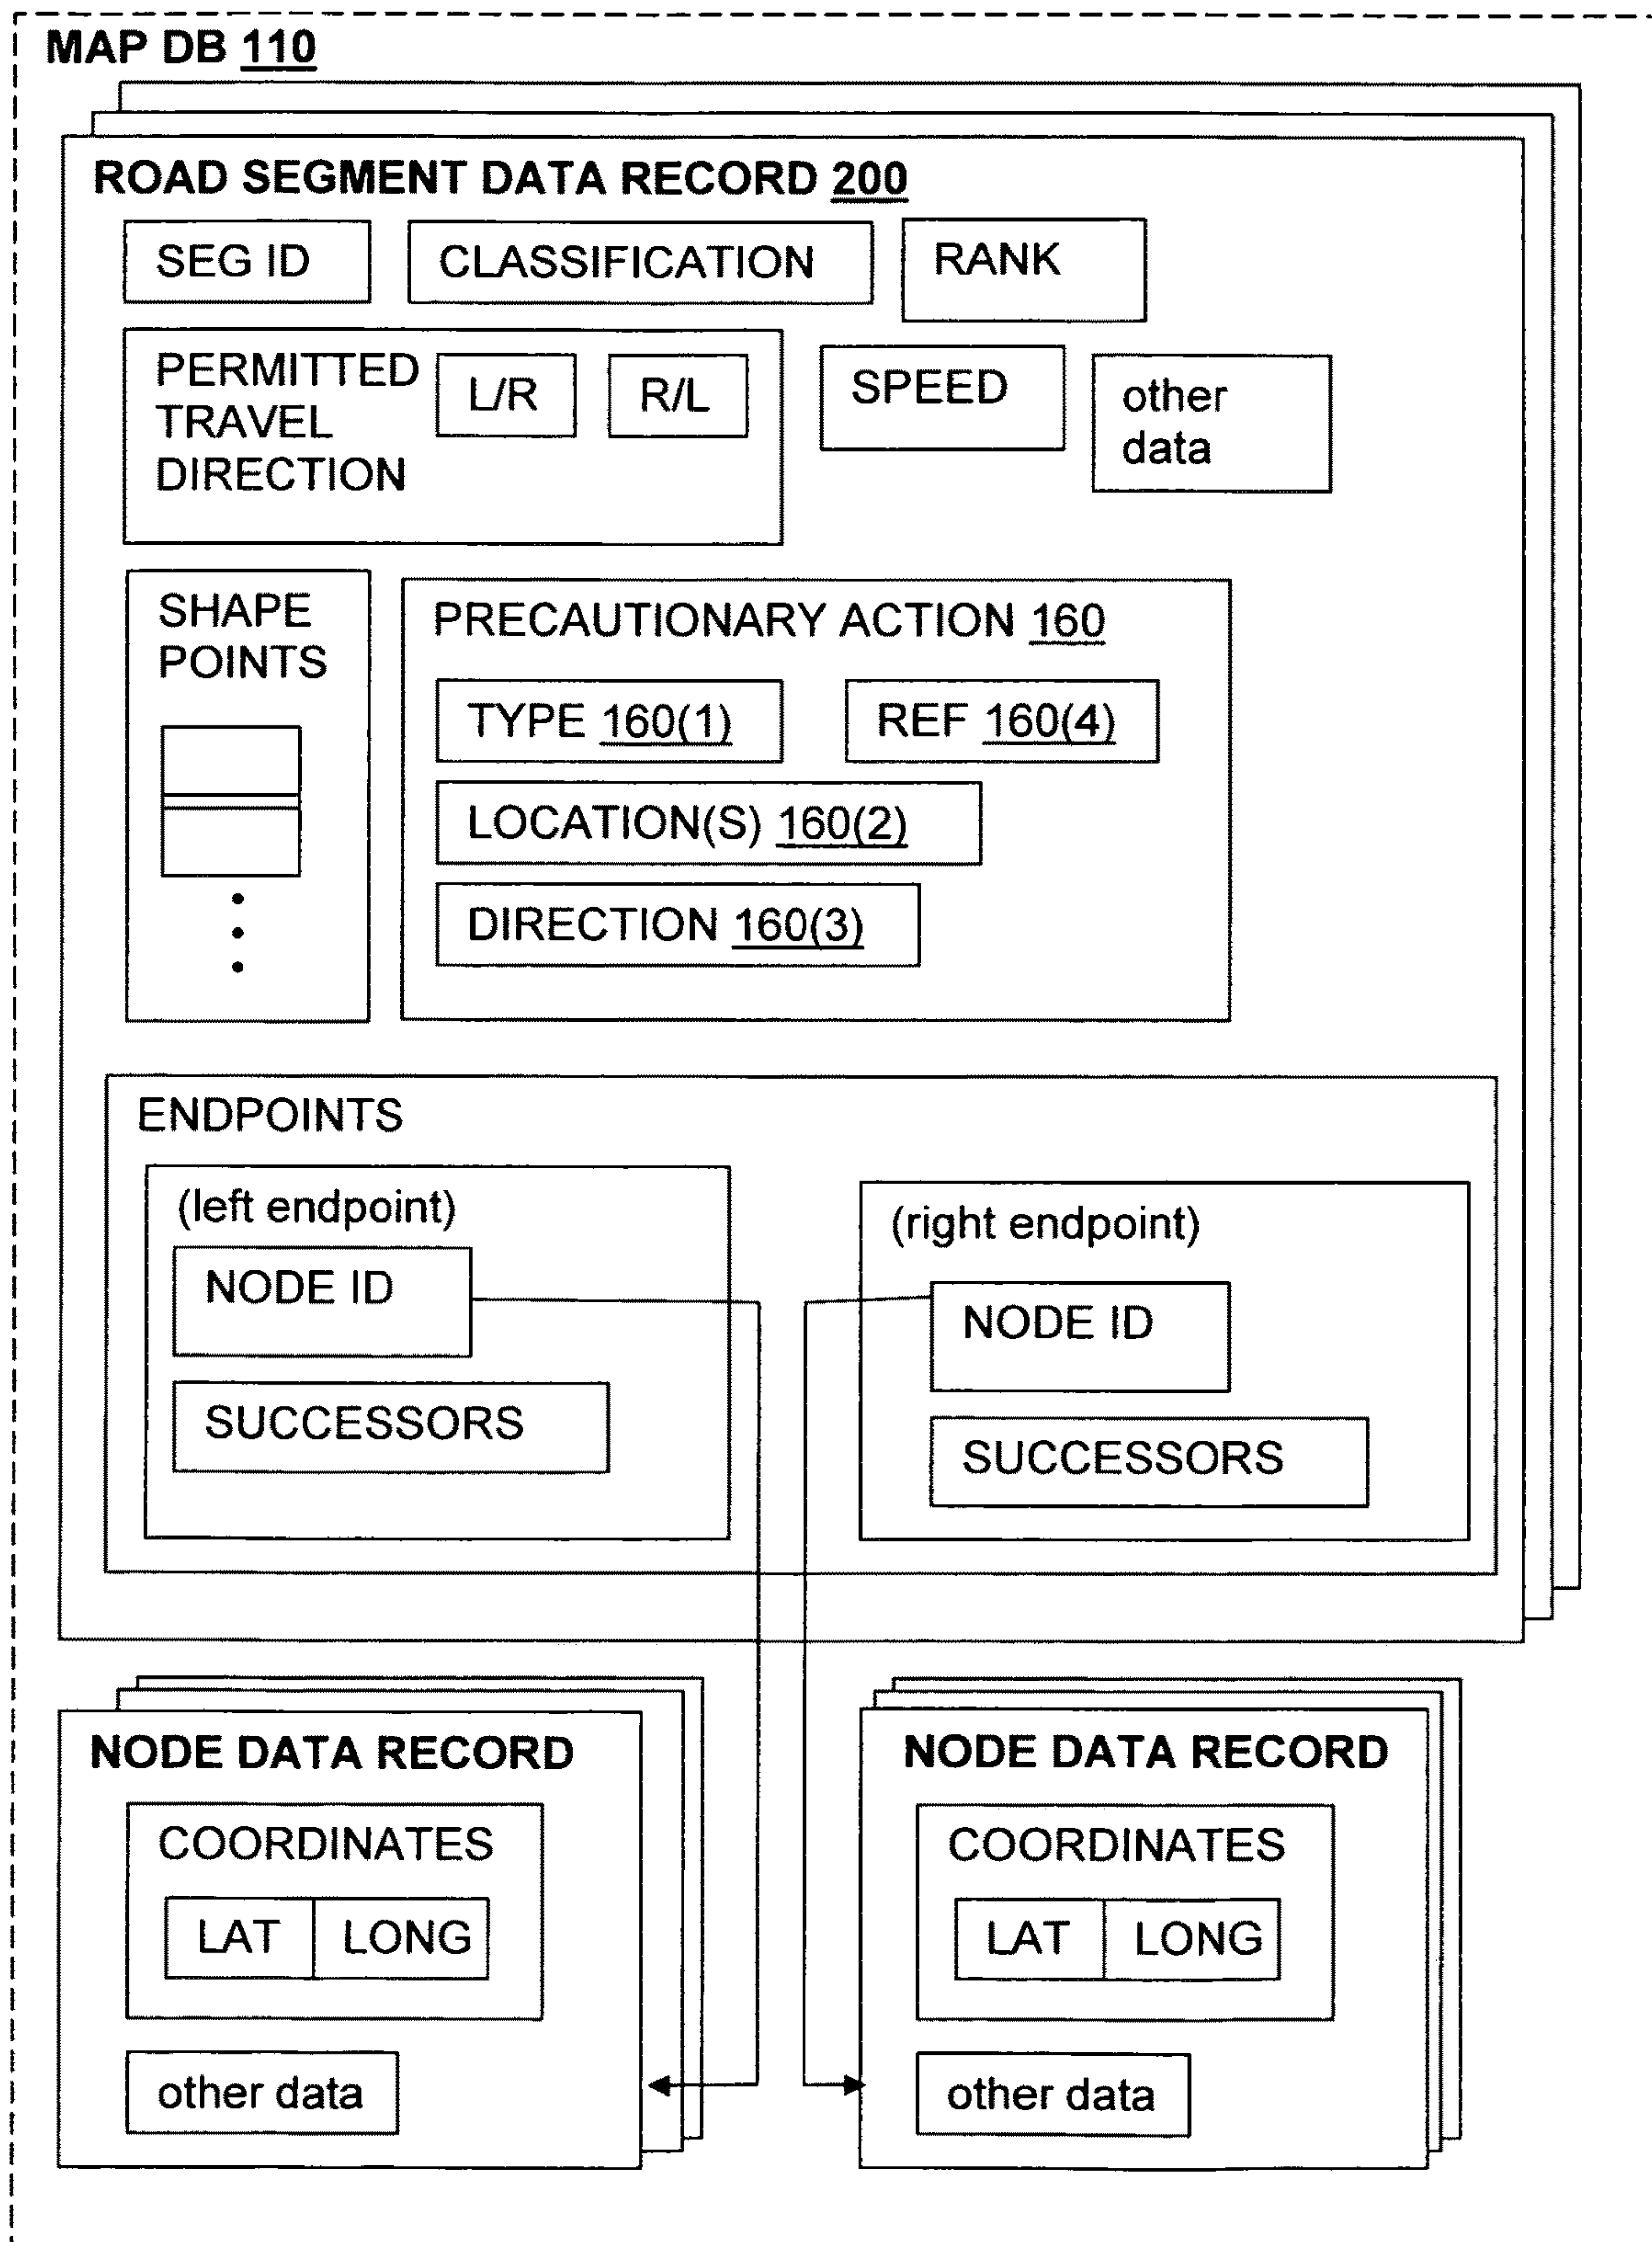 MAP DB 110
ROAD SEGMENT DATA RECORD 200
SEG ID
CLASSIFICATION
RANK
PERMITTED
TRAVEL
DIRECTION
L/R
R/L
SPEED
other
data
SHAPE
POINTS
PRECAUTIONARY ACTION 160
TYPE 160(1)
REF 160(4)
LOCATION(S) 160(2)
DIRECTION 160(3)
ENDPOINTS
(left endpoint)
NODE ID
SUCCESSORS
(right endpoint)
NODE ID
SUCCESSORS
NODE DATA RECORD
COORDINATES
LAT
LONG
other data
NODE DATA RECORD
COORDINATES
LAT
LONG
other data